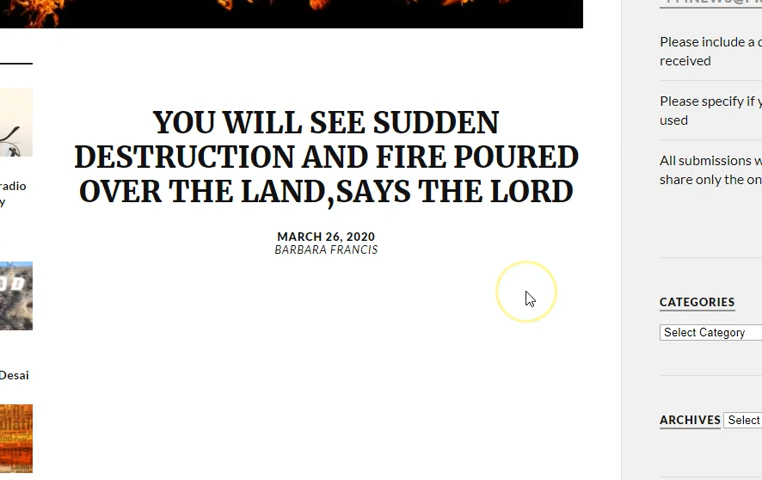 Please include a
received
Please specify if
used
All submissions
share only the
YOU WILL SEE SUDDEN
DESTRUCTION AND FIRE POURED
OVER THE LAND,SAYS THE LORD
MARCH 26, 2020
BARBARA FRANCIS
radio
y
Desai
CATEGORIES
Select Category
ARCHIVES Select